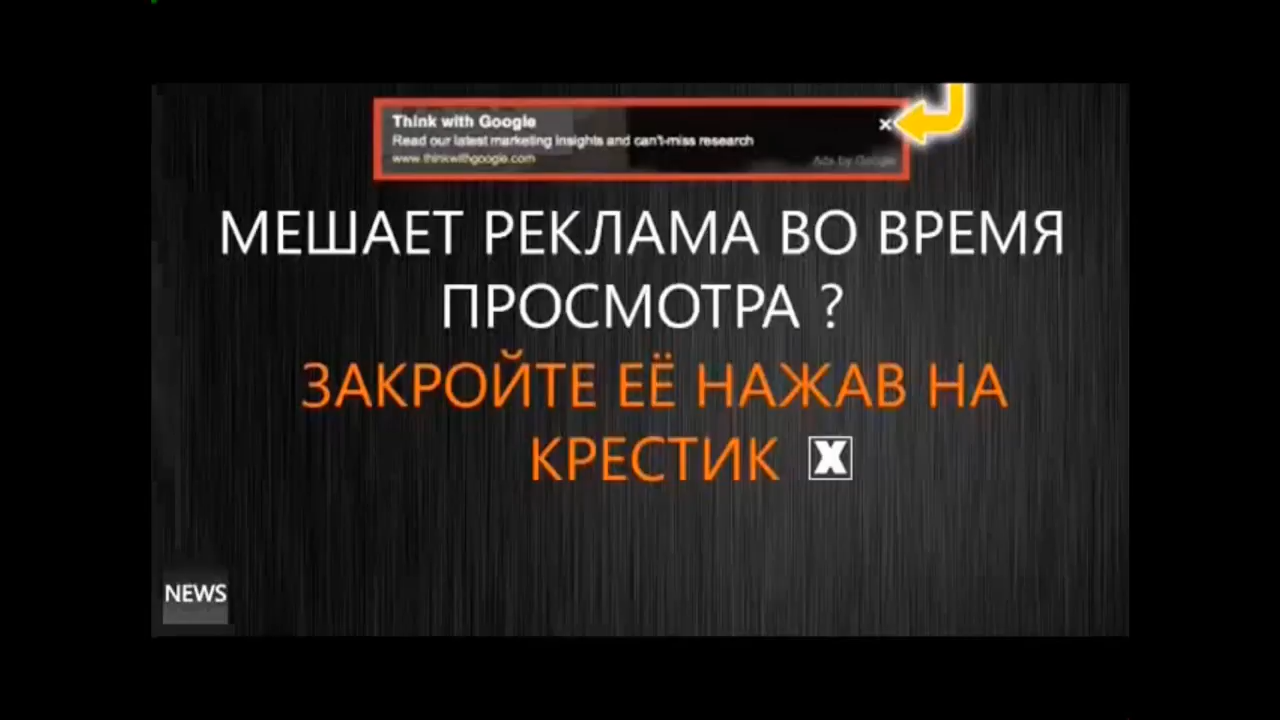 Think with Google
Read our latest marketing insights and can't-miss research
www.thinkwithgoogle.com
Ads by Google
МЕШАЕТ РЕКЛАМА ВО ВРЕМЯ
ПРОСМОТРА ?
ЗАКРОЙТЕ ЕЁ НАЖАВ НА
КРЕСТИК X
NEWS